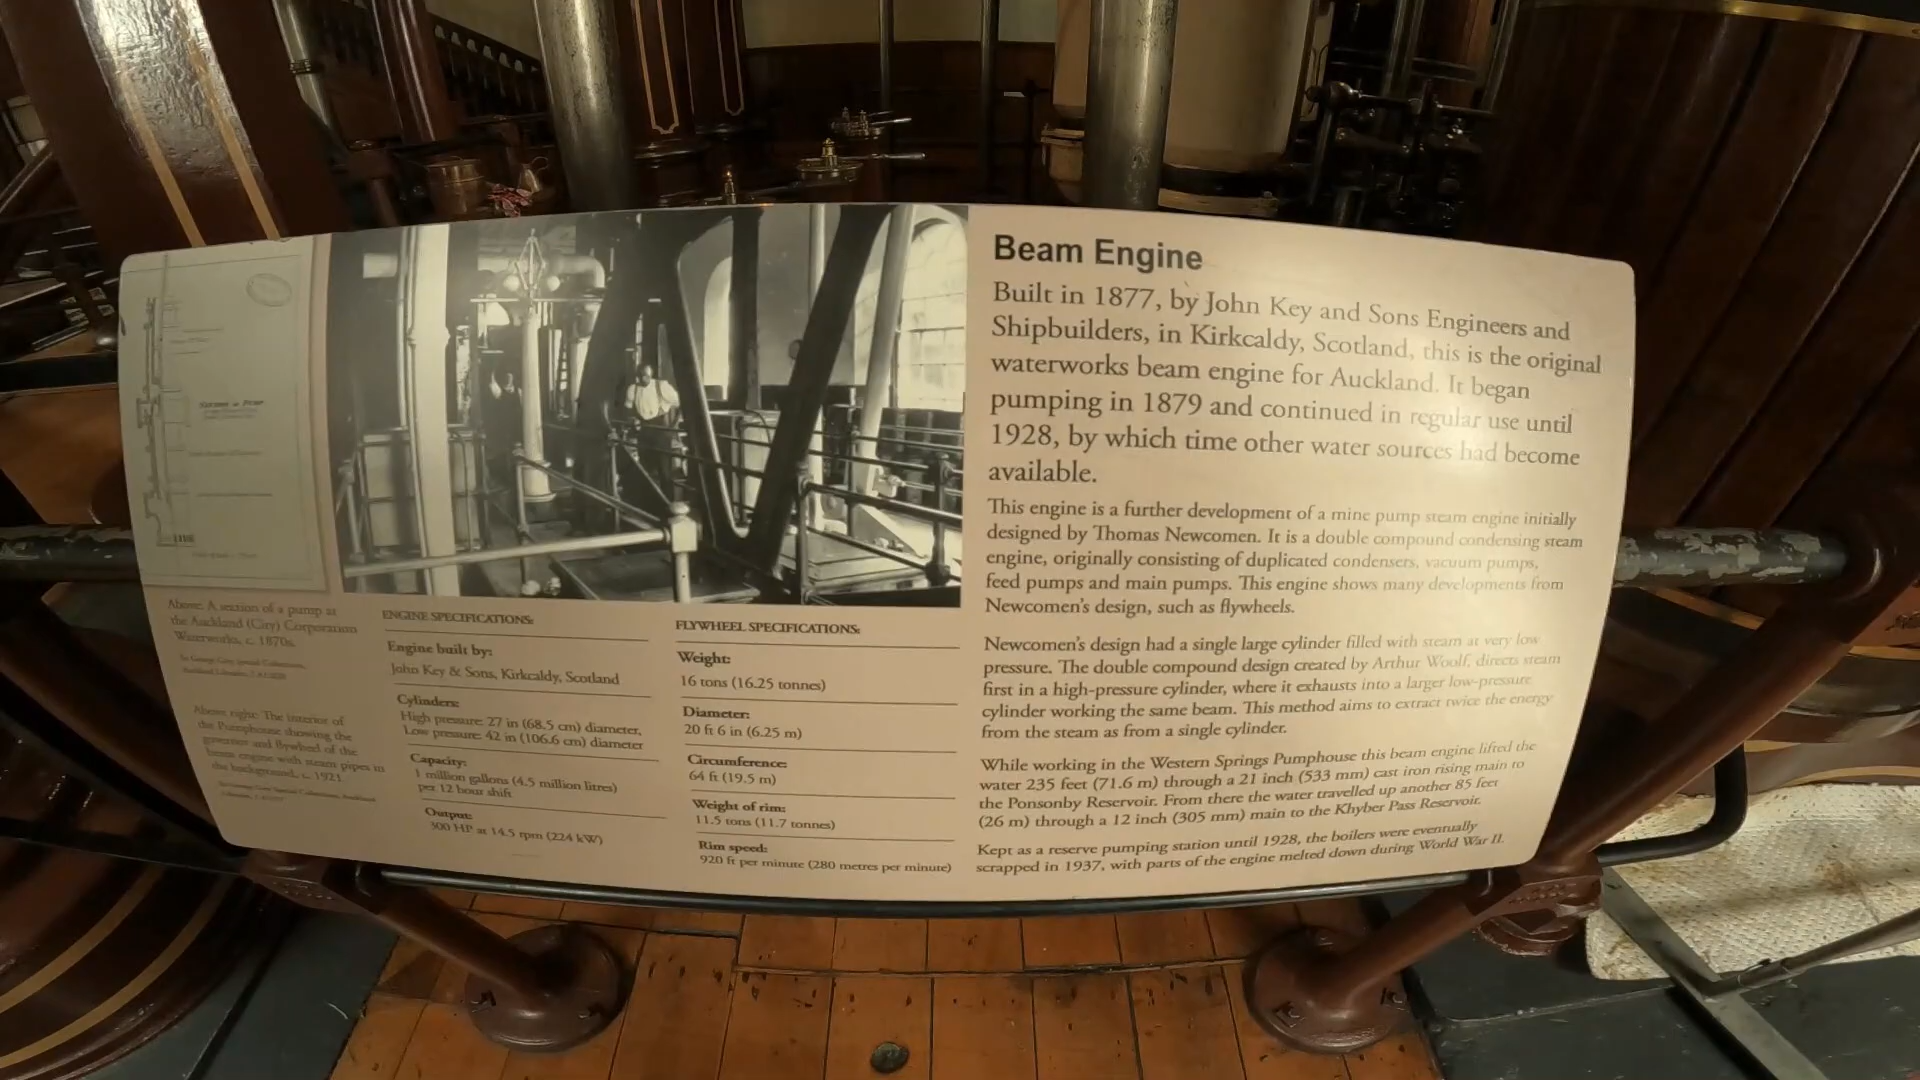 Beam Engine
Built in 1877, by John Key and Sons Engineers and
Shipbuilders, in Kirkcaldy, Scotland, this is the original
waterworks beam engine for Auckland. It began
pumping in 1879 and continued in regular use until
1928, by which time other water sources had become
available.
This engine is a further development of a mine pump steam engine initially
designed by Thomas Newcomen. It is a double compound condensing steam
engine, originally consisting of duplicated condensers, vacuum pumps,
feed pumps and main pumps. This engine shows many developments from
Newcomen's design, such as flywheels.
Newcomen's design had a single large cylinder filled with steam at very low
pressure. The double compound design created by Arthur Woolf, directs steam
first in a high-pressure cylinder, where it exhausts into a larger low-pressure
cylinder working the same beam. This method aims to extract twice the energy
from the steam as from a single cylinder.
While working in the Western Springs Pumphouse this beam engine lifted the
water 235 feet (71.6 m) through a 21 inch (533 mm) cast iron rising main to
the Ponsonby Reservoir. From there the water travelled up another 85 feet
(26 m) through a 12 inch (305 mm) main to the Khyber Pass Reservoir.
Kept as a reserve pumping station until 1928, the boilers were eventually
scrapped in 1937, with parts of the engine melted down during World War II.
Above: A section of a pump at
the Auckland (City) Corporation
Waterworks, c. 1870s.
Above right: The interior of
the Pumphouse showing the
governor and flywheel of the
beam engine with steam pipes in
the background, c. 1921.
ENGINE SPECIFICATIONS:
Engine built by:
John Key & Sons, Kirkcaldy, Scotland
Cylinders:
High pressure: 27 in (68.5 cm) diameter,
Low pressure: 42 in (106.6 cm) diameter
Capacity:
1 million gallons (4.5 million litres)
per 12 hour shift
Output:
300 HP at 14.5 rpm (224 kW)
FLYWHEEL SPECIFICATIONS:
Weight:
16 tons (16.25 tonnes)
Diameter:
20 ft 6 in (6.25 m)
Circumference:
64 ft (19.5 m)
Weight of rim:
11.5 tons (11.7 tonnes)
Rim speed:
920 ft per minute (280 metres per minute)